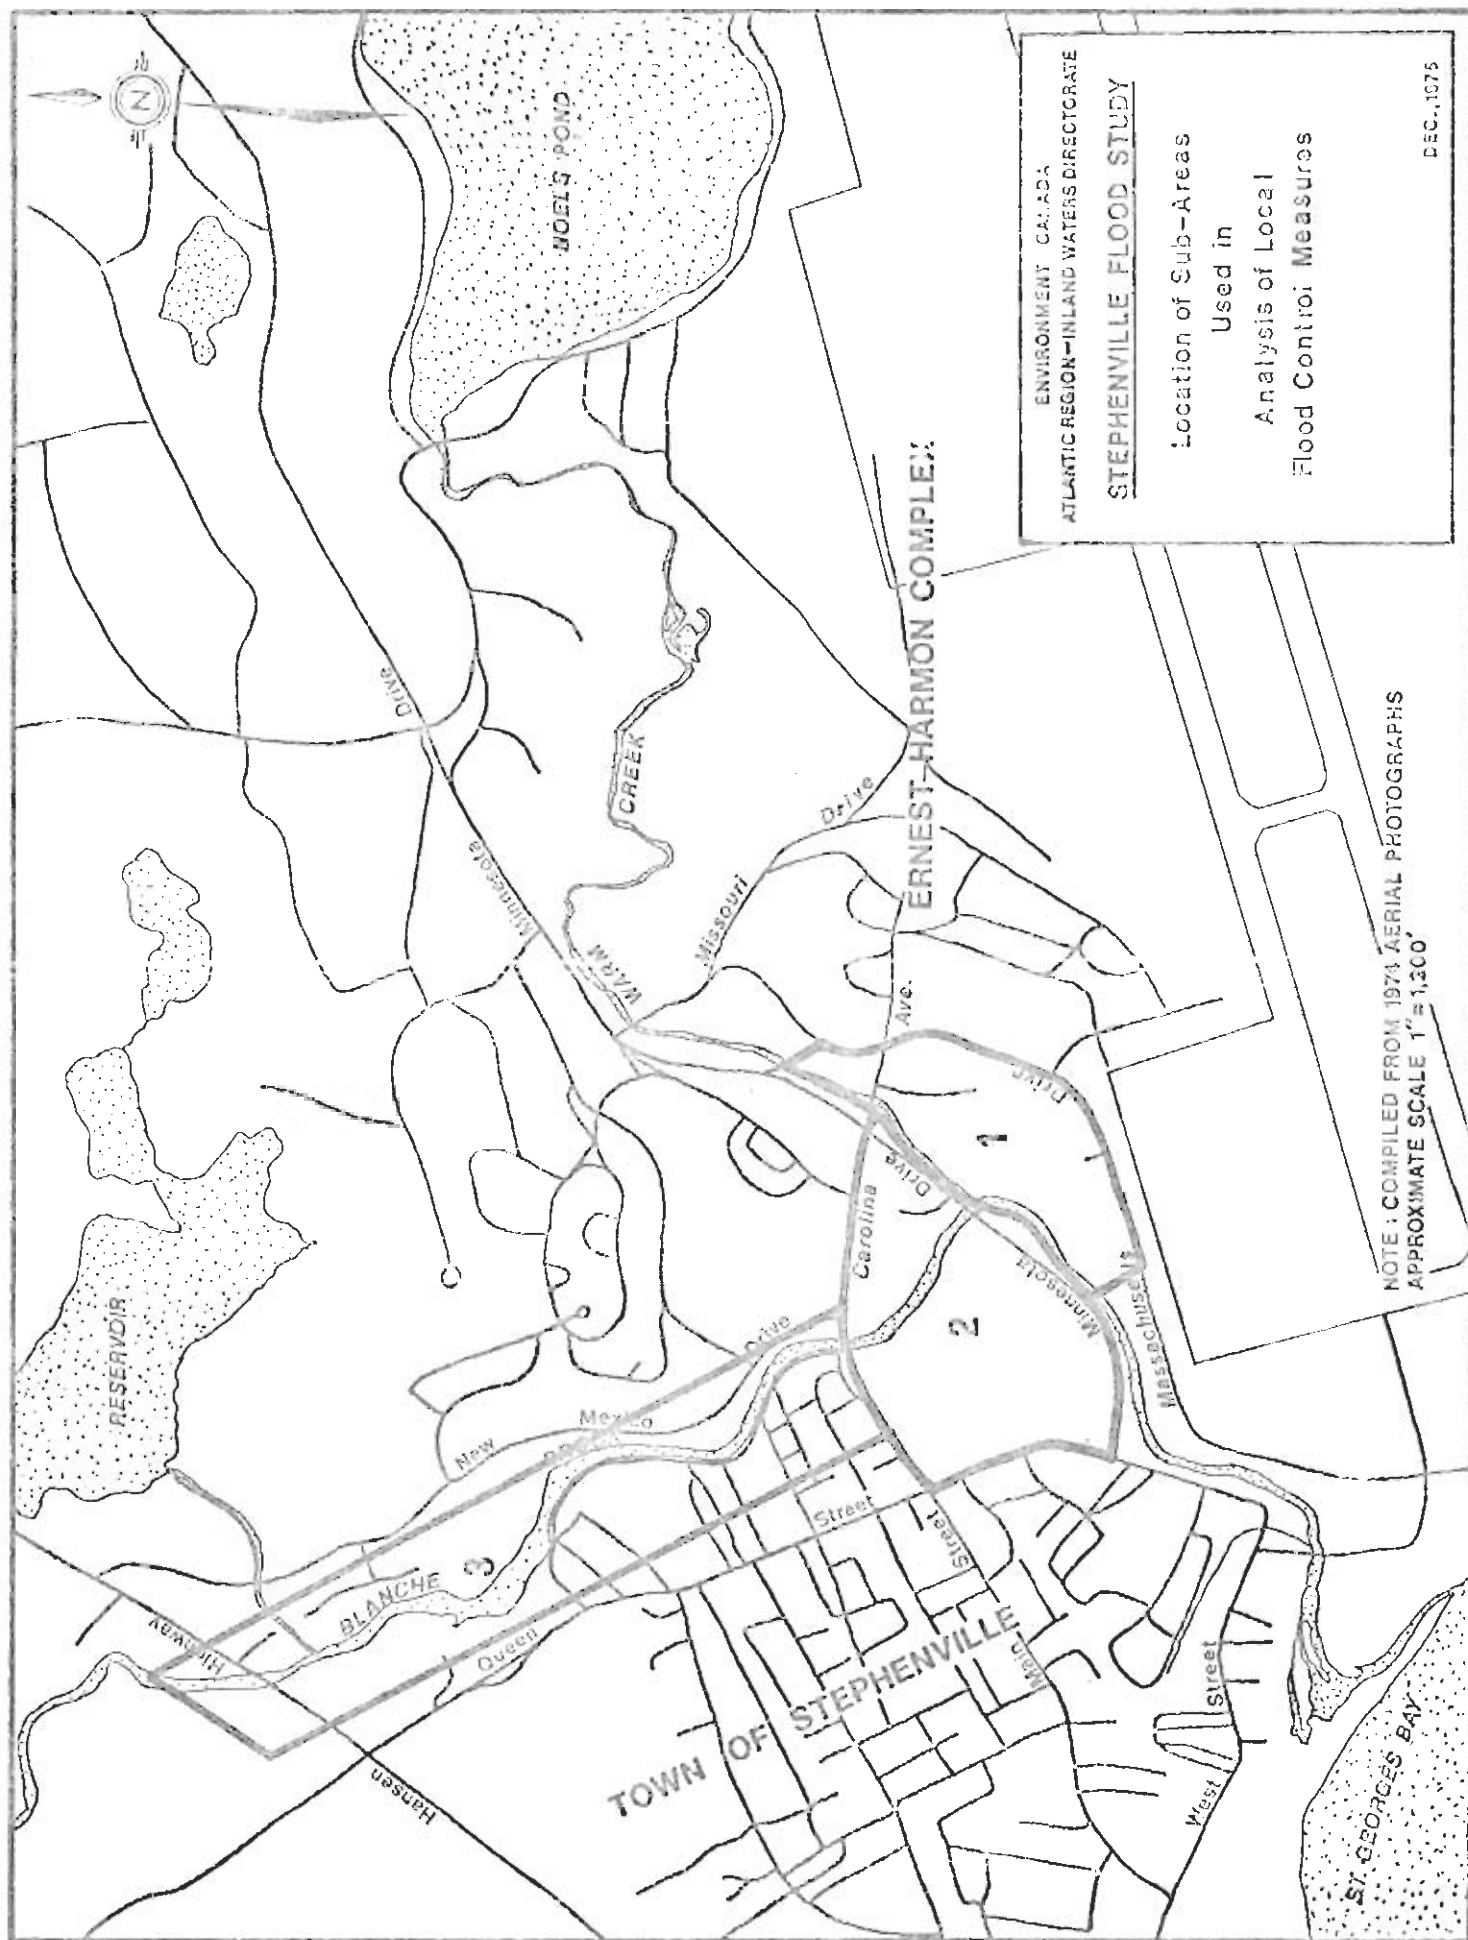 ENVIRONMENT CANADA
ATLANTIC REGION-INLAND WATERS DIRECTORATE
STEPHENVILLE FLOOD STUDY
Location of Sub-Areas
Used in
Analysis of Local
Flood Control Measures
DEC., 1975
NOTE: COMPILED FROM 1974 AERIAL PHOTOGRAPHS
APPROXIMATE SCALE 1" = 1,200'
N
NOEL'S POND
RESERVOIR
ERNEST HARMON COMPLEX
TOWN OF STEPHENVILLE
ST. GEORGES BAY
WARM
CREEK
BLANCHE
Minnesota
Drive
Missouri
Drive
Carolina
Ave.
Minnesota
Drive
Massachusetts
Drive
New
Mexico
Drive
Hansen
Highway
Queen
Street
Main
Street
West
Street
1
2
3